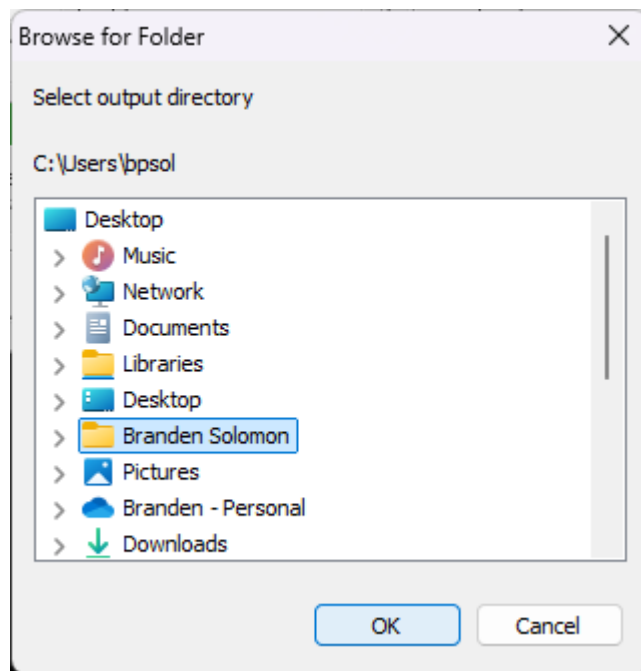 Browse for Folder
Select output directory
C:\Users\bpsol
Desktop
Music
Network
Documents
Libraries
Desktop
Branden Solomon
Pictures
Branden - Personal
Downloads
OK Cancel